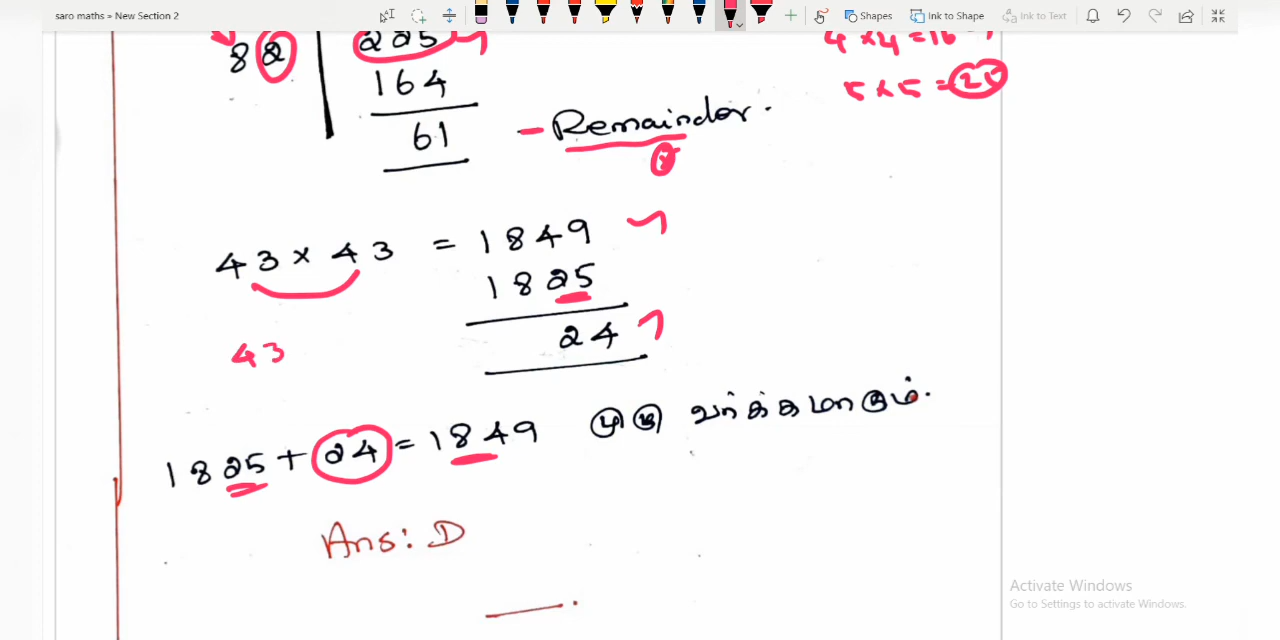 saro maths > New Section 2
Shapes
Ink to Shape
Ink to Text
82
225
4 x 4 = 16
164
5 x 5 = 25
61
- Remainder.
43 x 43 = 1849
1825
24
43
1825 + 24 = 1849 முழு வர்க்கமாகும்.
Ans: D
Activate Windows
Go to Settings to activate Windows.